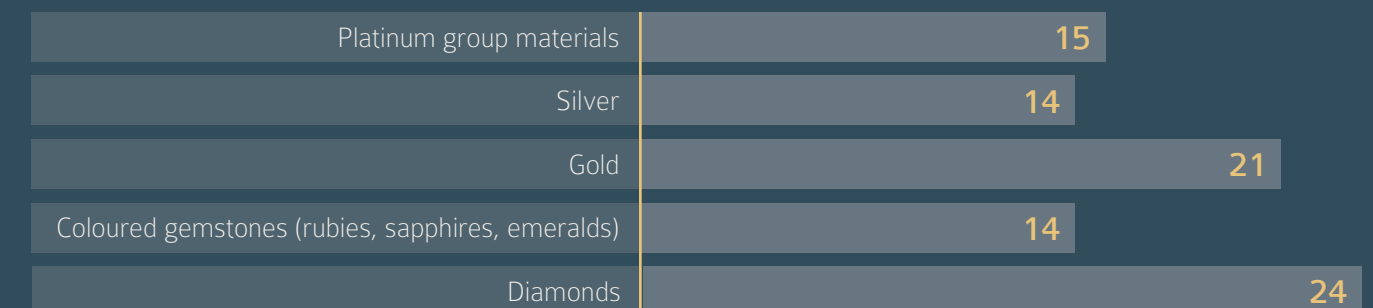 Platinum group materials 15
Silver 14
Gold 21
Coloured gemstones (rubies, sapphires, emeralds) 14
Diamonds 24